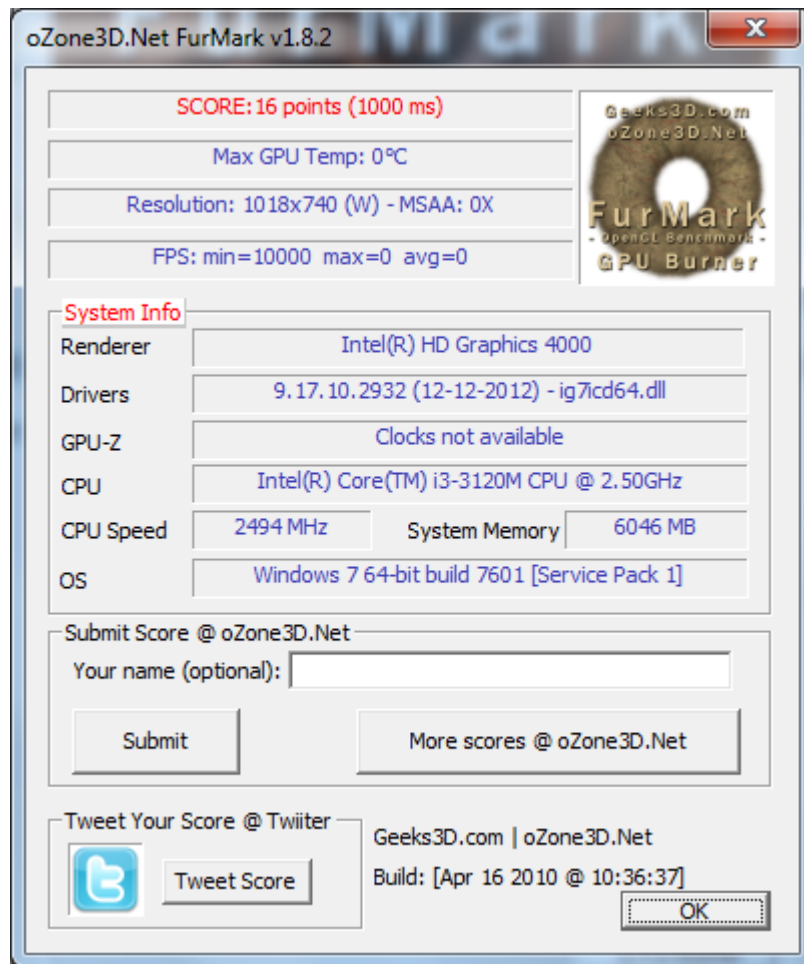 oZone3D.Net FurMark v1.8.2
SCORE:16 points (1000 ms)
Max GPU Temp: 0°C
Resolution: 1018x740 (W) - MSAA: 0X
FPS: min=10000 max=0 avg=0
Geeks3D.com
oZone3D.Net
FurMark
- OpenGL Benchmark -
GPU Burner
System Info
Renderer Intel(R) HD Graphics 4000
Drivers 9.17.10.2932 (12-12-2012) - ig7icd64.dll
GPU-Z Clocks not available
CPU Intel(R) Core(TM) i3-3120M CPU @ 2.50GHz
CPU Speed 2494 MHz System Memory 6046 MB
OS Windows 7 64-bit build 7601 [Service Pack 1]
Submit Score @ oZone3D.Net
Your name (optional):
Submit More scores @ oZone3D.Net
Tweet Your Score @ Twiiter
Tweet Score
Geeks3D.com | oZone3D.Net
Build: [Apr 16 2010 @ 10:36:37]
OK